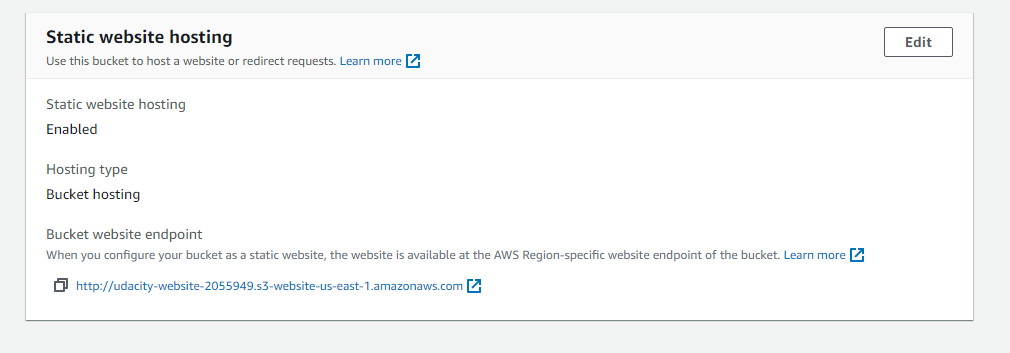 Static website hosting
Edit
Use this bucket to host a website or redirect requests. Learn more
Static website hosting
Enabled
Hosting type
Bucket hosting
Bucket website endpoint
When you configure your bucket as a static website, the website is available at the AWS Region-specific website endpoint of the bucket. Learn more
http://udacity-website-2055949.s3-website-us-east-1.amazonaws.com